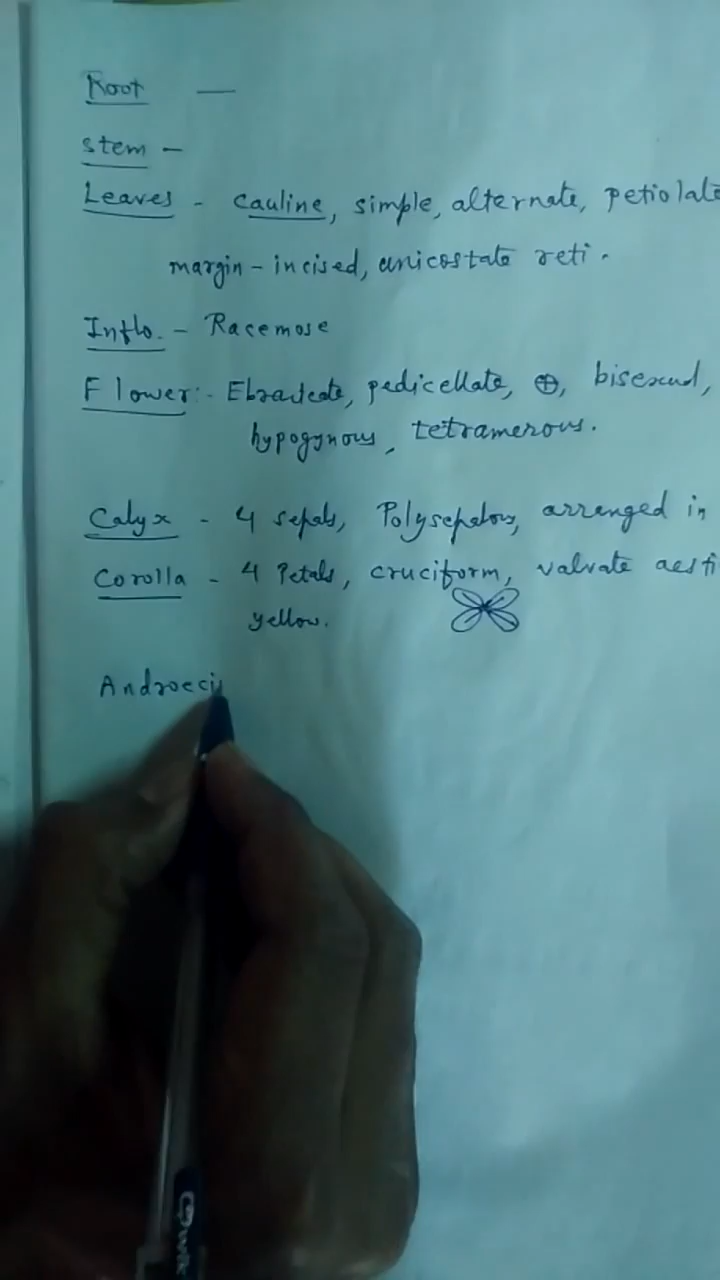 Root —
Stem -
Leaves - cauline, simple, alternate, petiolate
margin - incised, unicostate reti.
Inflo. - Racemose
Flower:- Ebracteate, pedicellate, ⊕, bisexual,
hypogynous, tetramerous.
Calyx - 4 sepals, Polysepalous, arranged in
Corolla - 4 Petals, cruciform, valvate aesti
yellow.
Androeci